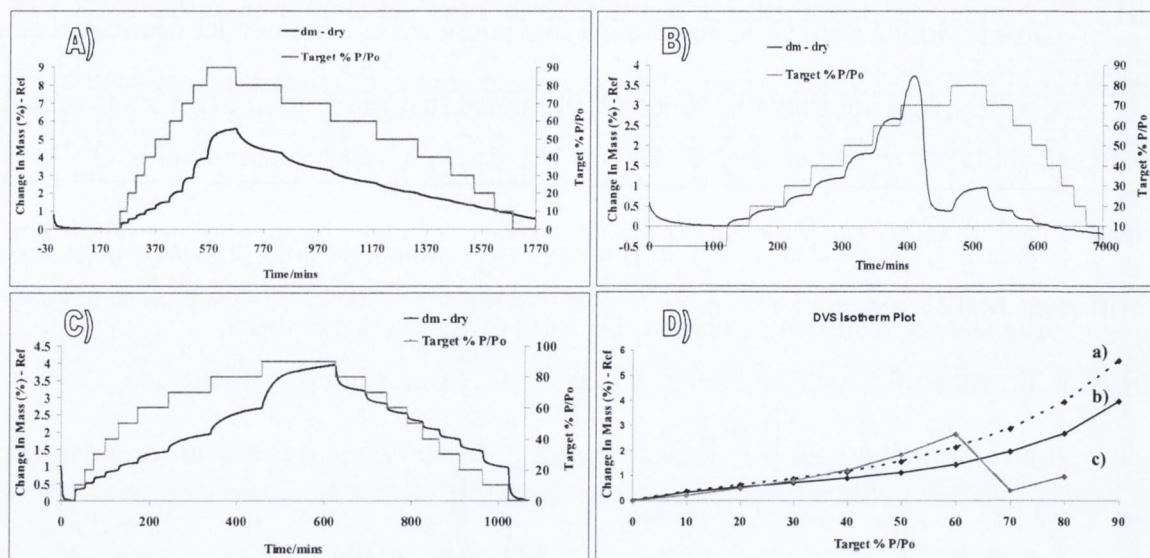 A)
dm - dry
Target % P/Po
Change In Mass (%) - Ref
9
8
7
6
5
4
3
2
1
0
90
80
70
60
50
40
30
20
10
0
Target % P/Po
-30 170 370 570 770 970 1170 1370 1570 1770
Time/mins
B)
dm - dry
Target % P/Po
Change In Mass (%) - Ref
4
3.5
3
2.5
2
1.5
1
0.5
0
-0.5
90
80
70
60
50
40
30
20
10
0
Target % P/Po
0 100 200 300 400 500 600 700
Time/mins
C)
dm - dry
Target % P/Po
Change In Mass (%) - Ref
4.5
4
3.5
3
2.5
2
1.5
1
0.5
0
100
80
60
40
20
0
Target % P/Po
0 200 400 600 800 1000
Time/mins
D)
DVS Isotherm Plot
Change In Mass (%) - Ref
6
5
4
3
2
1
0
a)
b)
c)
0 10 20 30 40 50 60 70 80 90
Target % P/Po